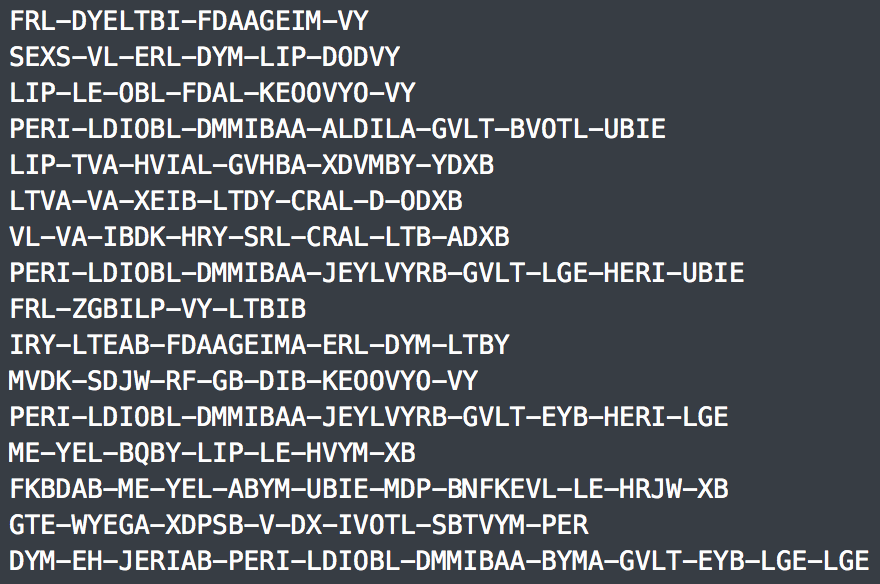 FRL-DYELTBI-FDAAGEIM-VY
SEXS-VL-ERL-DYM-LIP-DODVY
LIP-LE-OBL-FDAL-KEOOVYO-VY
PERI-LDIOBL-DMMIBAA-ALDILA-GVLT-BVOTL-UBIE
LIP-TVA-HVIAL-GVHBA-XDVMBY-YDXB
LTVA-VA-XEIB-LTDY-CRAL-D-ODXB
VL-VA-IBDK-HRY-SRL-CRAL-LTB-ADXB
PERI-LDIOBL-DMMIBAA-JEYLVYRB-GVLT-LGE-HERI-UBIE
FRL-ZGBILP-VY-LTBIB
IRY-LTEAB-FDAAGEIMA-ERL-DYM-LTBY
MVDK-SDJW-RF-GB-DIB-KEOOVYO-VY
PERI-LDIOBL-DMMIBAA-JEYLVYRB-GVLT-EYB-HERI-LGE
ME-YEL-BQBY-LIP-LE-HVYM-XB
FKBDAB-ME-YEL-ABYM-UBIE-MDP-BNFKEVL-LE-HRJW-XB
GTE-WYEGA-XDPSB-V-DX-IVOTL-SBTVYM-PER
DYM-EH-JERIAB-PERI-LDIOBL-DMMIBAA-BYMA-GVLT-EYB-LGE-LGE